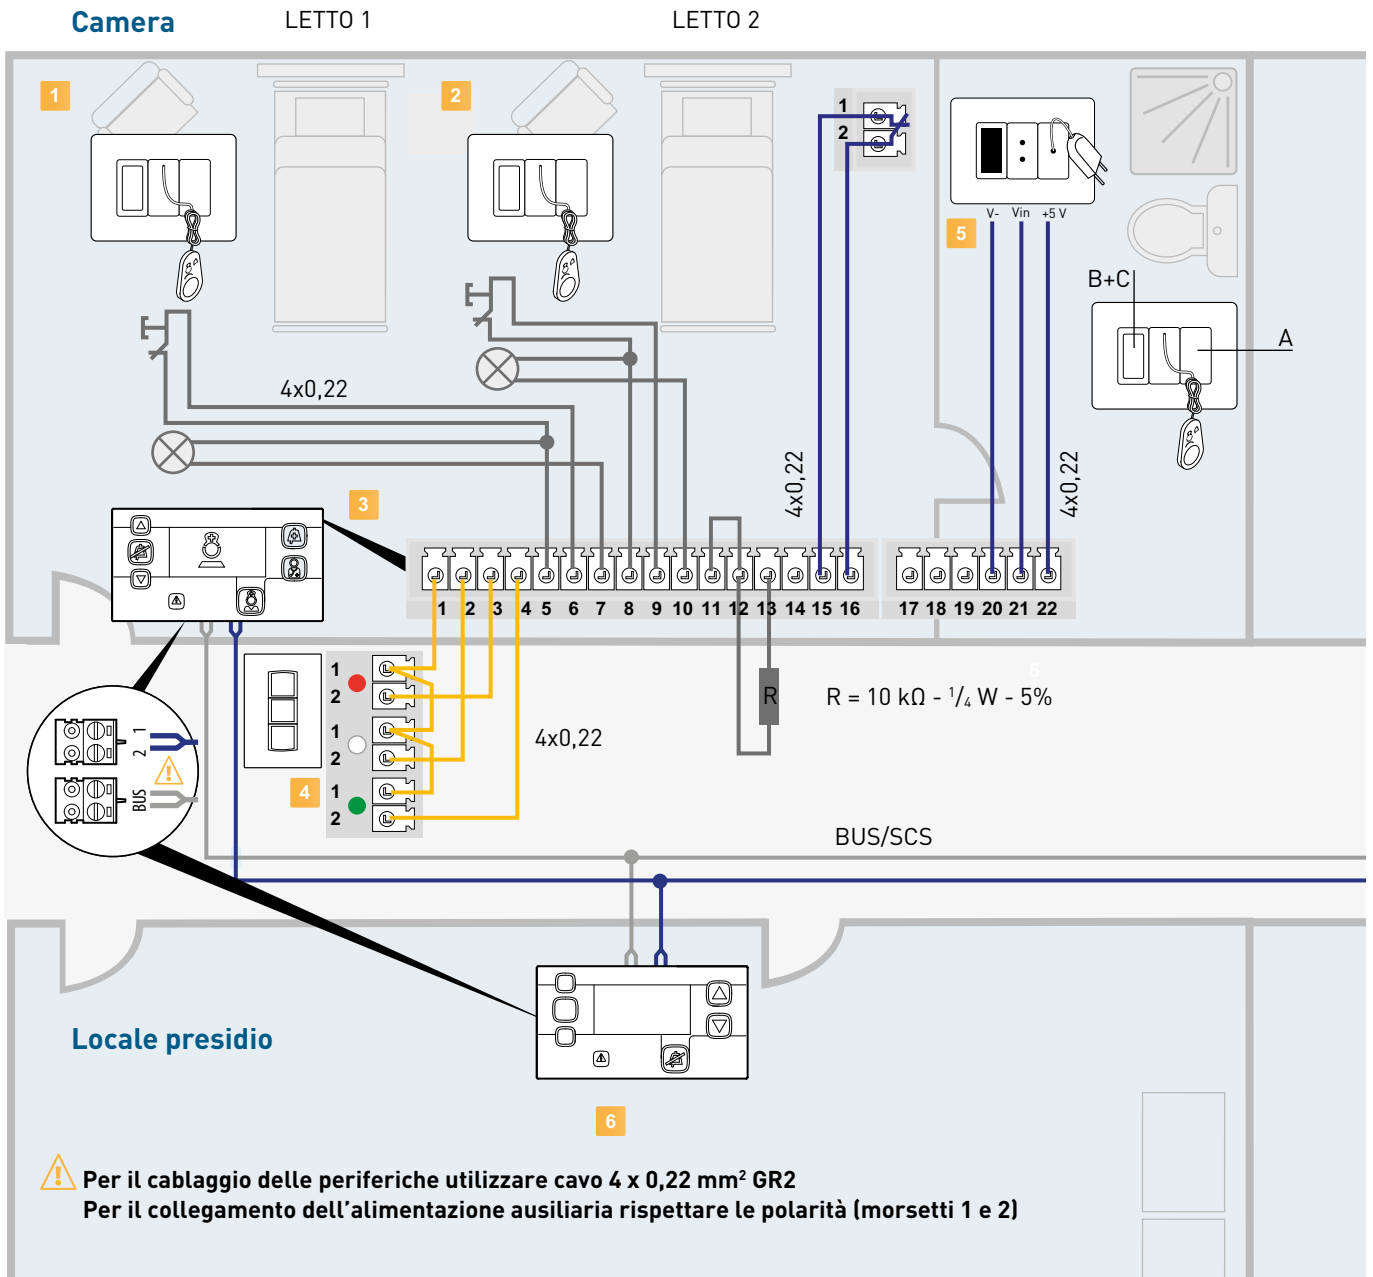 Camera LETTO 1 LETTO 2
1
2
1
2
V- Vin +5 V
5
B+C
A
4x0,22
4x0,22
4x0,22
3
1 2 3 4 5 6 7 8 9 10 11 12 13 14 15 16 17 18 19 20 21 22
5
1
2
1
2
1
2
4
4x0,22
R
R = 10 kΩ - 1/4 W - 5%
1
2
BUS
BUS/SCS
Locale presidio
6
Per il cablaggio delle periferiche utilizzare cavo 4 x 0,22 mm² GR2
Per il collegamento dell'alimentazione ausiliaria rispettare le polarità (morsetti 1 e 2)